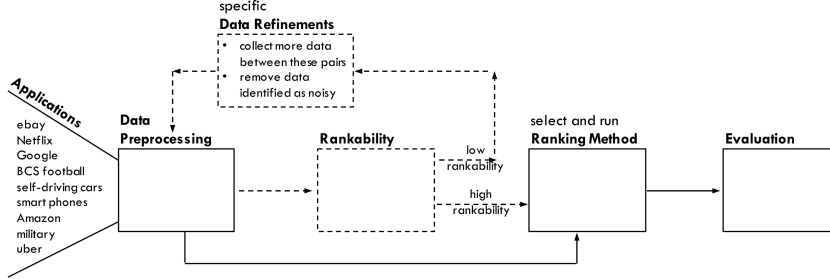 specific
Data Refinements
• collect more data
between these pairs
• remove data
identified as noisy
Applications
ebay
Netflix
Google
BCS football
self-driving cars
smart phones
Amazon
military
uber
Data
Preprocessing
Rankability
low
rankability
high
rankability
select and run
Ranking Method
Evaluation